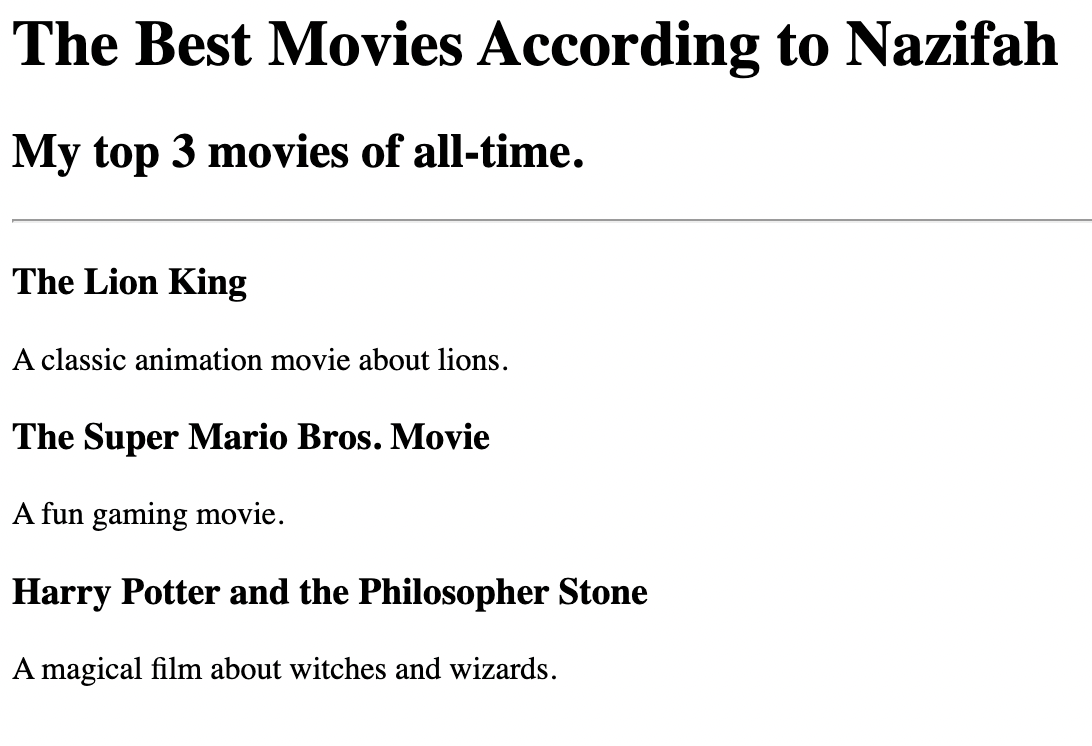 The Best Movies According to Nazifah
My top 3 movies of all-time.
The Lion King
A classic animation movie about lions.
The Super Mario Bros. Movie
A fun gaming movie.
Harry Potter and the Philosopher Stone
A magical film about witches and wizards.